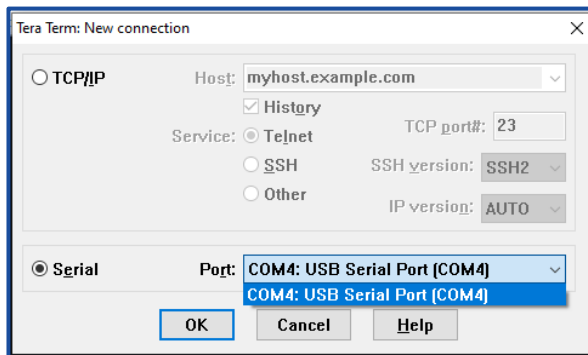 Tera Term: New connection
TCP/IP Host: myhost.example.com
History
Service: Telnet TCP port#: 23
SSH SSH version: SSH2
Other IP version: AUTO
Serial Port: COM4: USB Serial Port (COM4)
COM4: USB Serial Port (COM4)
OK Cancel Help